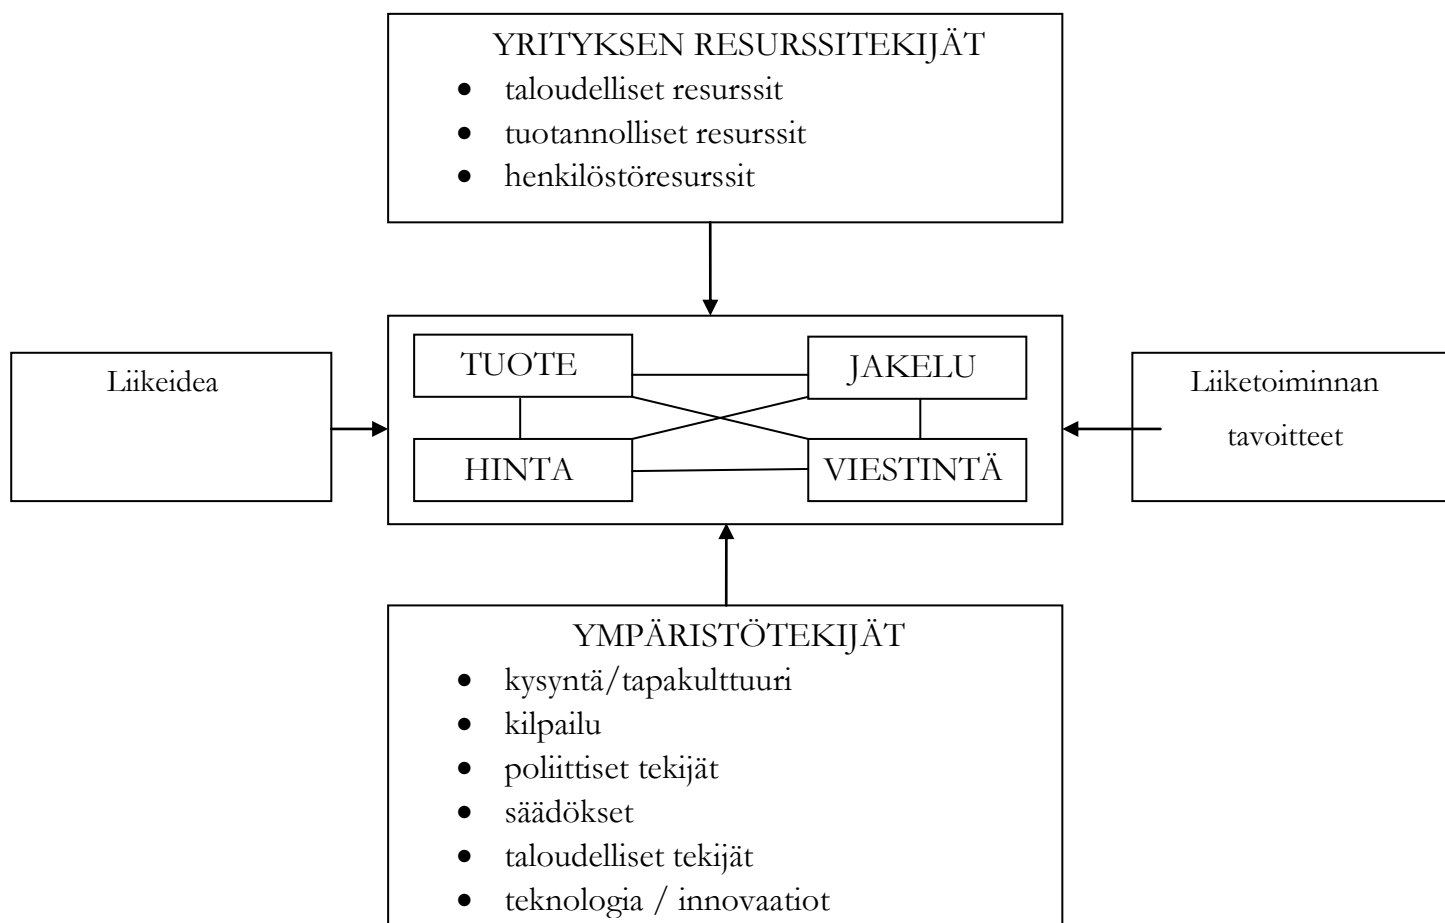 YRITYKSEN RESURSSITEKIJÄT
• taloudelliset resurssit
• tuotannolliset resurssit
• henkilöstöresurssit
Liikeidea
TUOTE
JAKELU
HINTA
VIESTINTÄ
Liiketoiminnan
tavoitteet
YMPÄRISTÖTEKIJÄT
• kysyntä/tapakulttuuri
• kilpailu
• poliittiset tekijät
• säädökset
• taloudelliset tekijät
• teknologia / innovaatiot